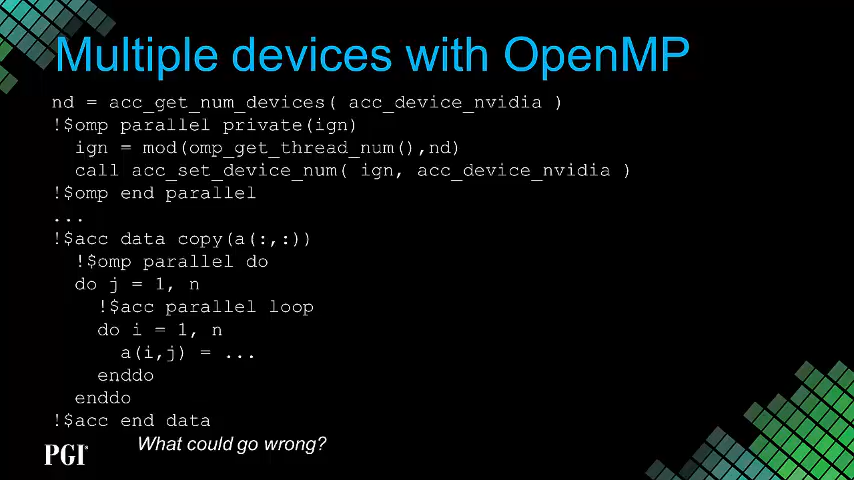 Multiple devices with OpenMP
nd = acc_get_num_devices( acc_device_nvidia )
!$omp parallel private(ign)
  ign = mod(omp_get_thread_num(),nd)
  call acc_set_device_num( ign, acc_device_nvidia )
!$omp end parallel
...
!$acc data copy(a(:,:))
  !$omp parallel do
  do j = 1, n
    !$acc parallel loop
    do i = 1, n
      a(i,j) = ...
    enddo
  enddo
!$acc end data
What could go wrong?
PGI